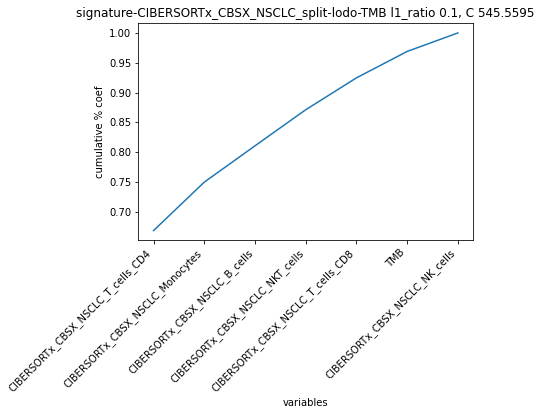 signature-CIBERSORTx_CBSX_NSCLC_split-lodo-TMB l1_ratio 0.1, C 545.5595
cumulative % coef
1.00
0.95
0.90
0.85
0.80
0.75
0.70
CIBERSORTx_CBSX_NSCLC_T_cells_CD4
CIBERSORTx_CBSX_NSCLC_Monocytes
CIBERSORTx_CBSX_NSCLC_B_cells
CIBERSORTx_CBSX_NSCLC_NKT_cells
CIBERSORTx_CBSX_NSCLC_T_cells_CD8
TMB
CIBERSORTx_CBSX_NSCLC_NK_cells
variables